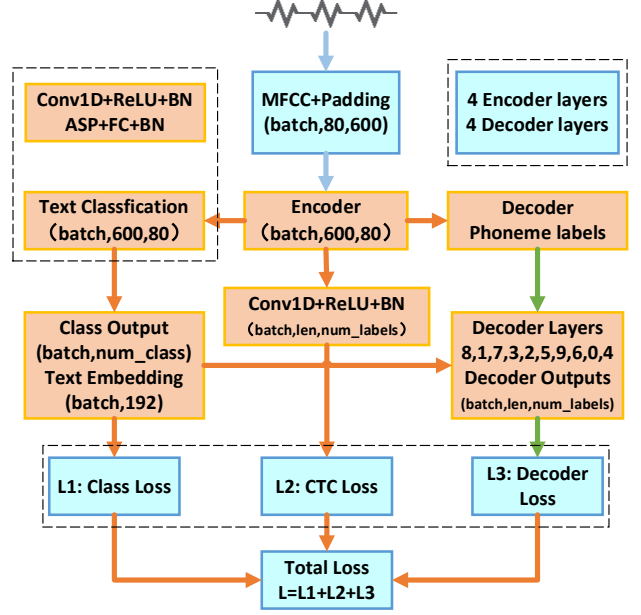 Conv1D+ReLU+BN
ASP+FC+BN
MFCC+Padding
(batch,80,600)
4 Encoder layers
4 Decoder layers
Text Classfication
（batch,600,80）
Encoder
（batch,600,80）
Decoder
Phoneme labels
Conv1D+ReLU+BN
（batch,len,num_labels）
Class Output
(batch,num_class)
Text Embedding
(batch,192)
Decoder Layers
8,1,7,3,2,5,9,6,0,4
Decoder Outputs
(batch,len,num_labels)
L1: Class Loss
L2: CTC Loss
L3: Decoder
Loss
Total Loss
L=L1+L2+L3